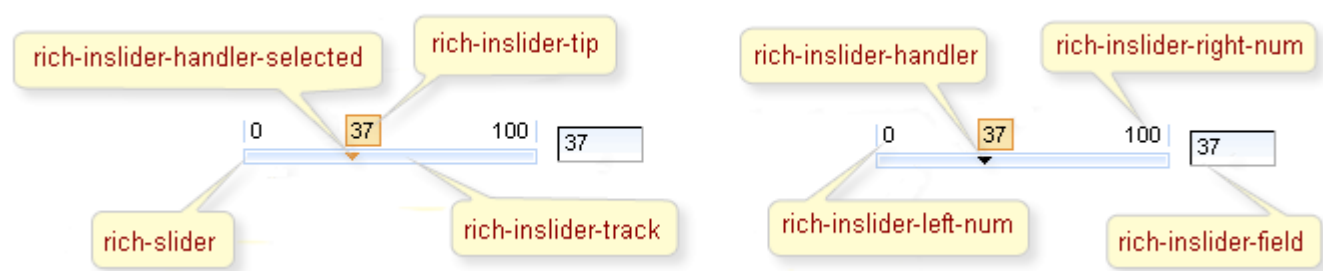 rich-inslider-handler-selected
rich-inslider-tip
0 37 100
37
rich-slider
rich-inslider-track
rich-inslider-handler
rich-inslider-right-num
0 37 100
37
rich-inslider-left-num
rich-inslider-field